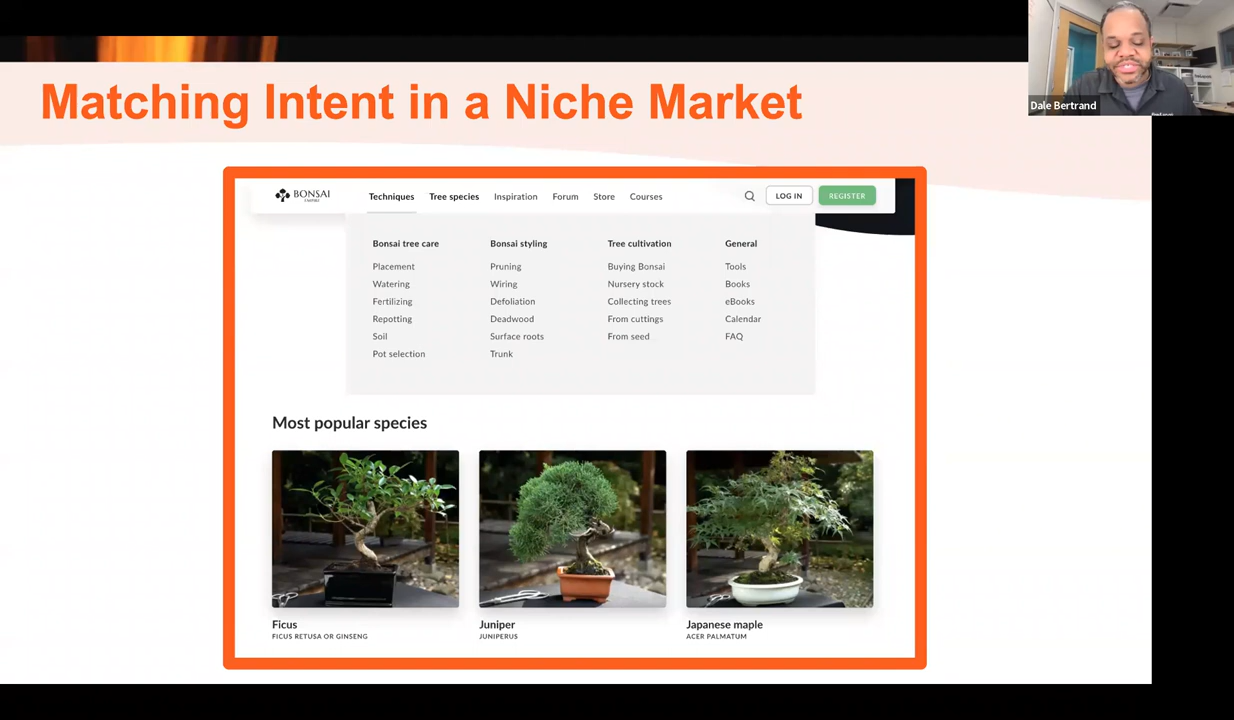 Matching Intent in a Niche Market
Dale Bertrand
BONSAI
EMPIRE
Techniques Tree species Inspiration Forum Store Courses
LOG IN
REGISTER
Bonsai tree care
Placement
Watering
Fertilizing
Repotting
Soil
Pot selection
Bonsai styling
Pruning
Wiring
Defoliation
Deadwood
Surface roots
Trunk
Tree cultivation
Buying Bonsai
Nursery stock
Collecting trees
From cuttings
From seed
General
Tools
Books
eBooks
Calendar
FAQ
Most popular species
Ficus
FICUS RETUSA OR GINSENG
Juniper
JUNIPERUS
Japanese maple
ACER PALMATUM